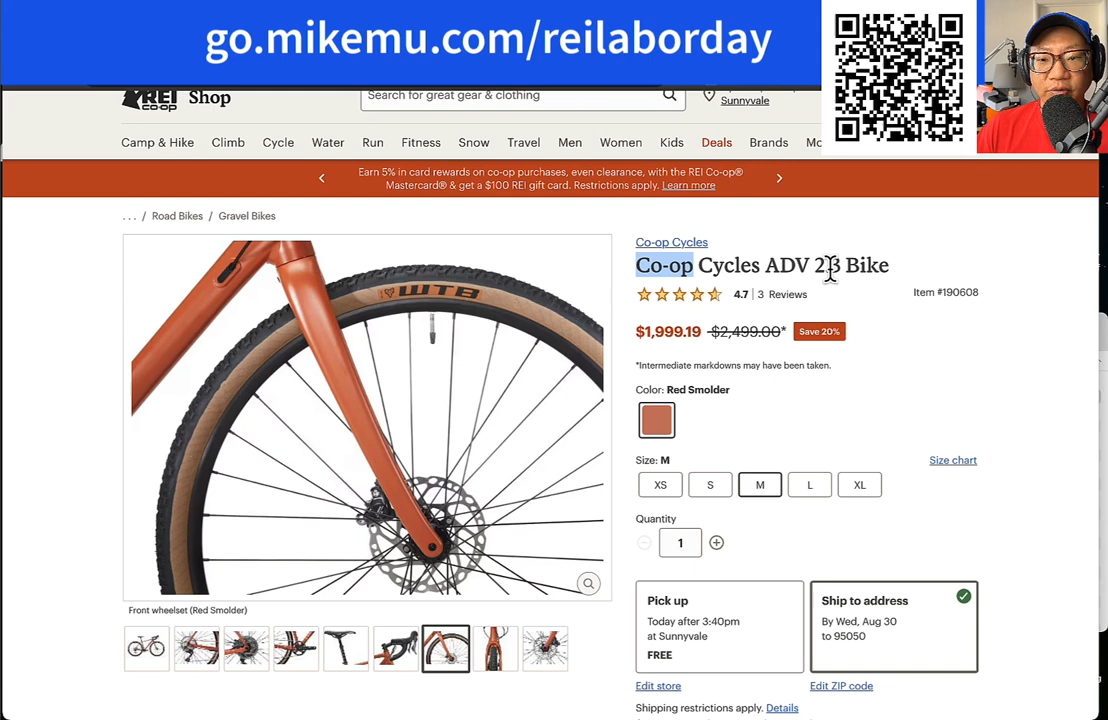 go.mikemu.com/reilaborday
REI
co-op
Shop
Search for great gear & clothing
Sunnyvale
Camp & Hike Climb Cycle Water Run Fitness Snow Travel Men Women Kids Deals Brands
Earn 5% in card rewards on co-op purchases, even clearance, with the REI Co-op®
Mastercard® & get a $100 REI gift card. Restrictions apply. Learn more
. . . / Road Bikes / Gravel Bikes
WTB
Front wheelset (Red Smolder)
Co-op Cycles
Co-op Cycles ADV 2.3 Bike
4.7 | 3 Reviews
Item #190608
$1,999.19 $2,499.00* Save 20%
*Intermediate markdowns may have been taken.
Color: Red Smolder
Size: M
Size chart
XS S M L XL
Quantity
1
Pick up
Today after 3:40pm
at Sunnyvale
FREE
Ship to address
By Wed, Aug 30
to 95050
Edit store
Edit ZIP code
Shipping restrictions apply. Details